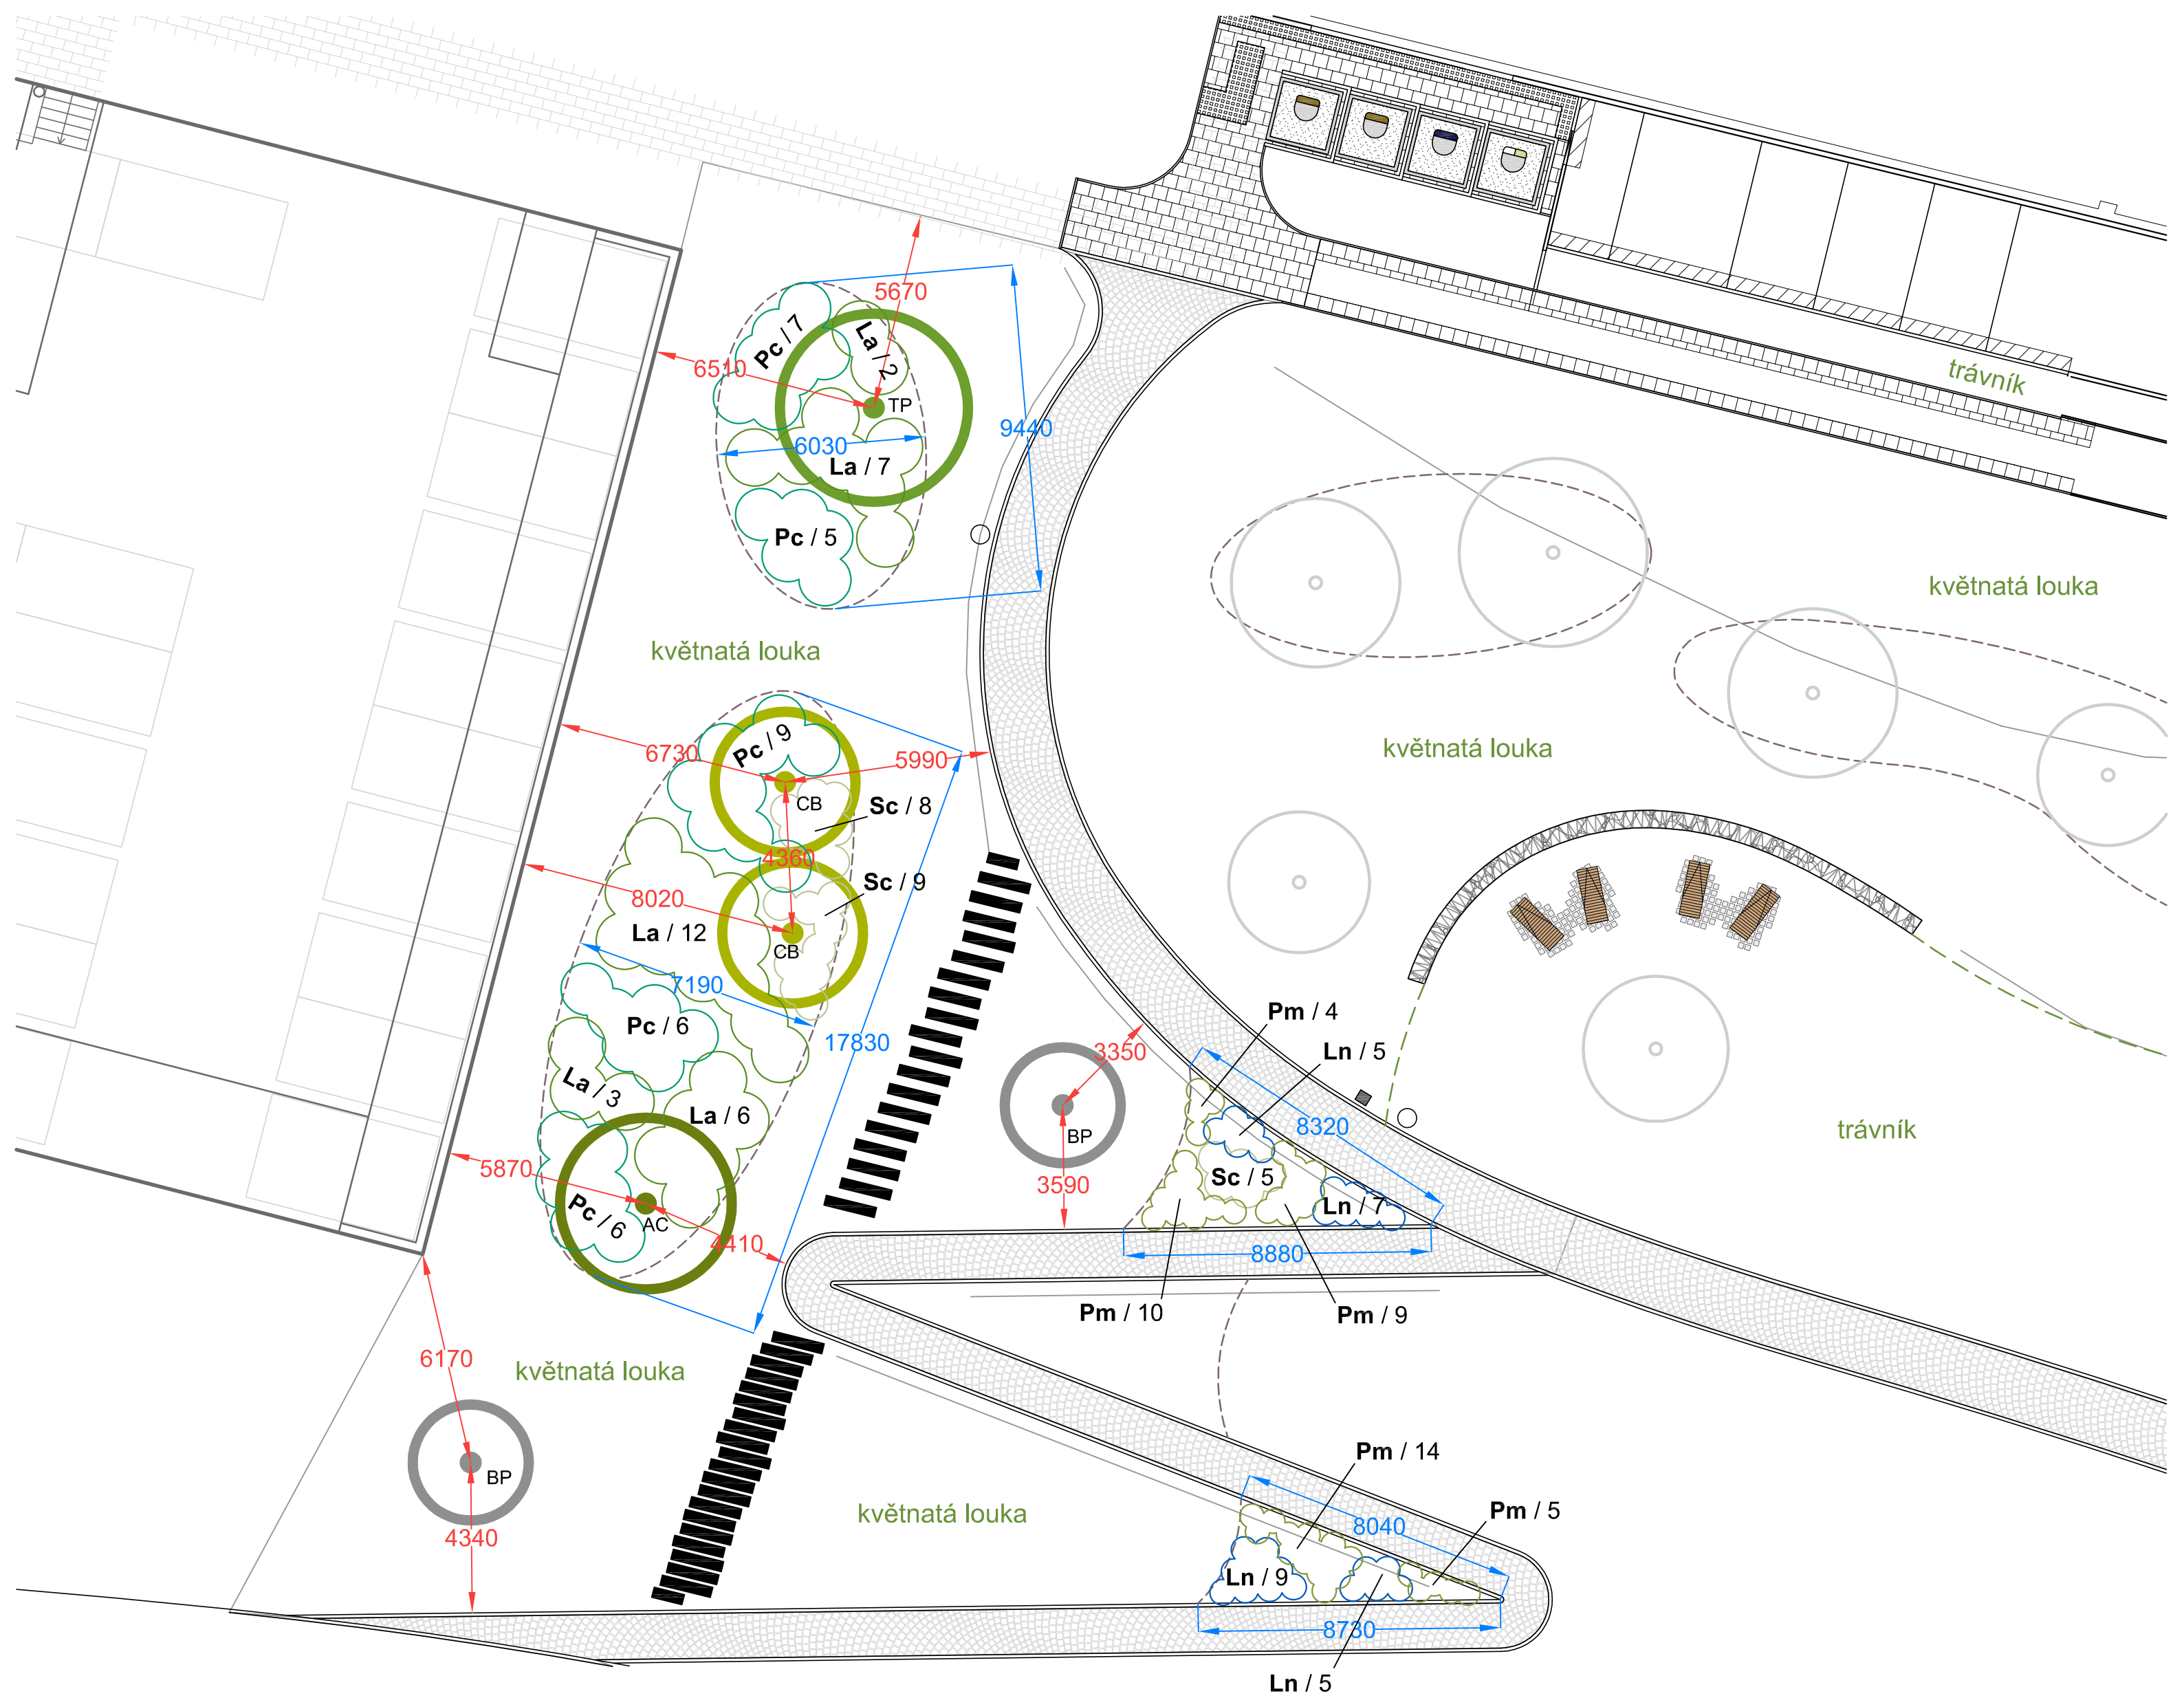 5670
Pc / 7
La / 2
6510
TP
trávník
9440
6030
La / 7
Pc / 5
květnatá louka
květnatá louka
Pc / 9
květnatá louka
6730
5990
CB
Sc / 8
4360
Sc / 9
8020
La / 12
CB
7190
Pm / 4
Pc / 6
17830
3350
Ln / 5
La / 3
La / 6
8320
BP
trávník
5870
Sc / 5
3590
Ln / 7
Pc / 6
AC
4410
8880
Pm / 10
Pm / 9
6170
květnatá louka
Pm / 14
BP
Pm / 5
květnatá louka
8040
4340
Ln / 9
8730
Ln / 5